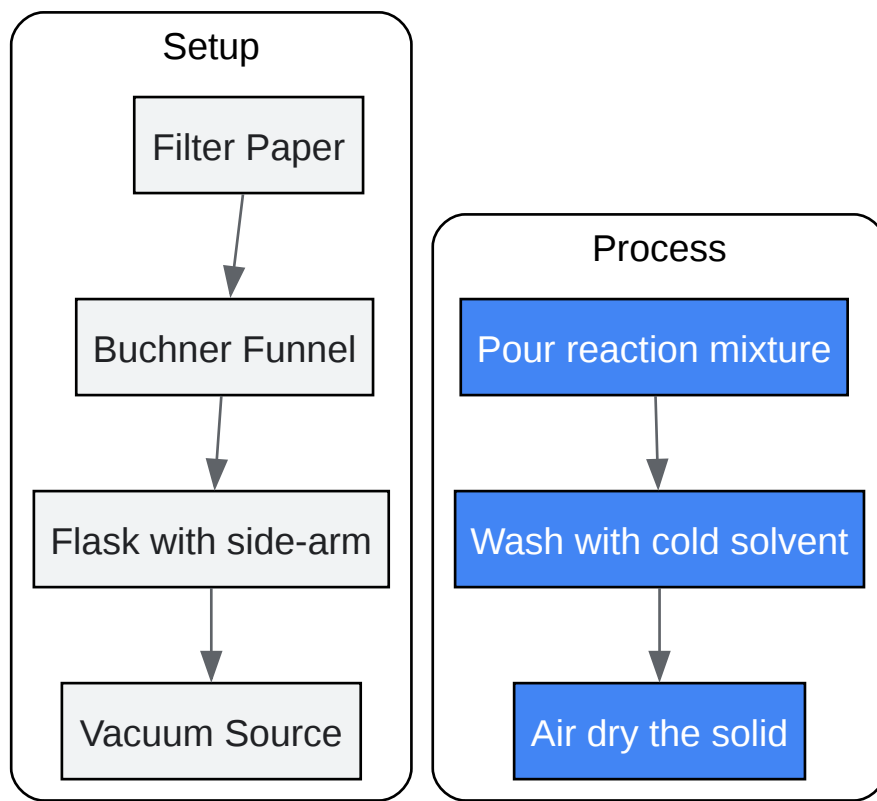 Setup
Filter Paper
Buchner Funnel
Flask with side-arm
Vacuum Source
Process
Pour reaction mixture
Wash with cold solvent
Air dry the solid